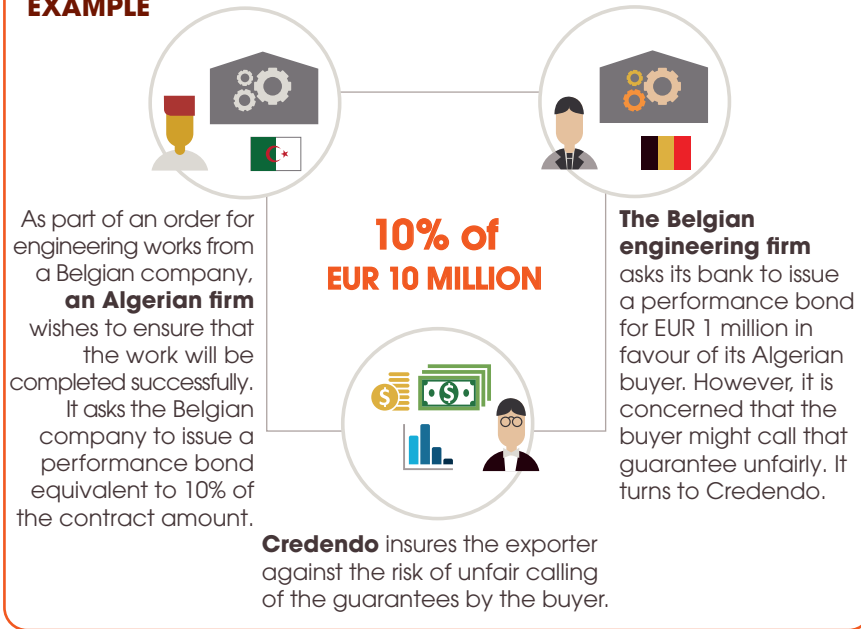 EXAMPLE
As part of an order for
engineering works from
a Belgian company,
an Algerian firm
wishes to ensure that
the work will be
completed successfully.
It asks the Belgian
company to issue a
performance bond
equivalent to 10% of
the contract amount.
10% of
EUR 10 MILLION
The Belgian
engineering firm
asks its bank to issue
a performance bond
for EUR 1 million in
favour of its Algerian
buyer. However, it is
concerned that the
buyer might call that
guarantee unfairly. It
turns to Credendo.
$
$
Credendo insures the exporter
against the risk of unfair calling
of the guarantees by the buyer.